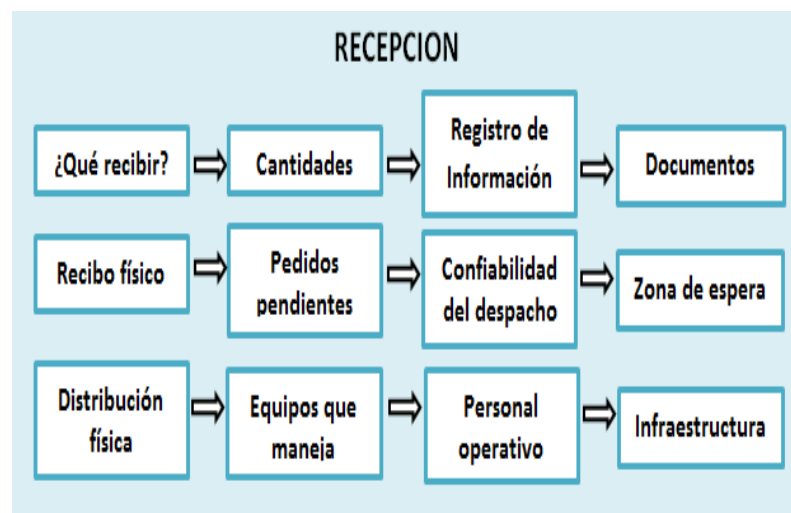 RECEPCION
¿Qué recibir?
Cantidades
Registro de
Información
Documentos
Recibo físico
Pedidos
pendientes
Confiabilidad
del despacho
Zona de espera
Distribución
física
Equipos que
maneja
Personal
operativo
Infraestructura